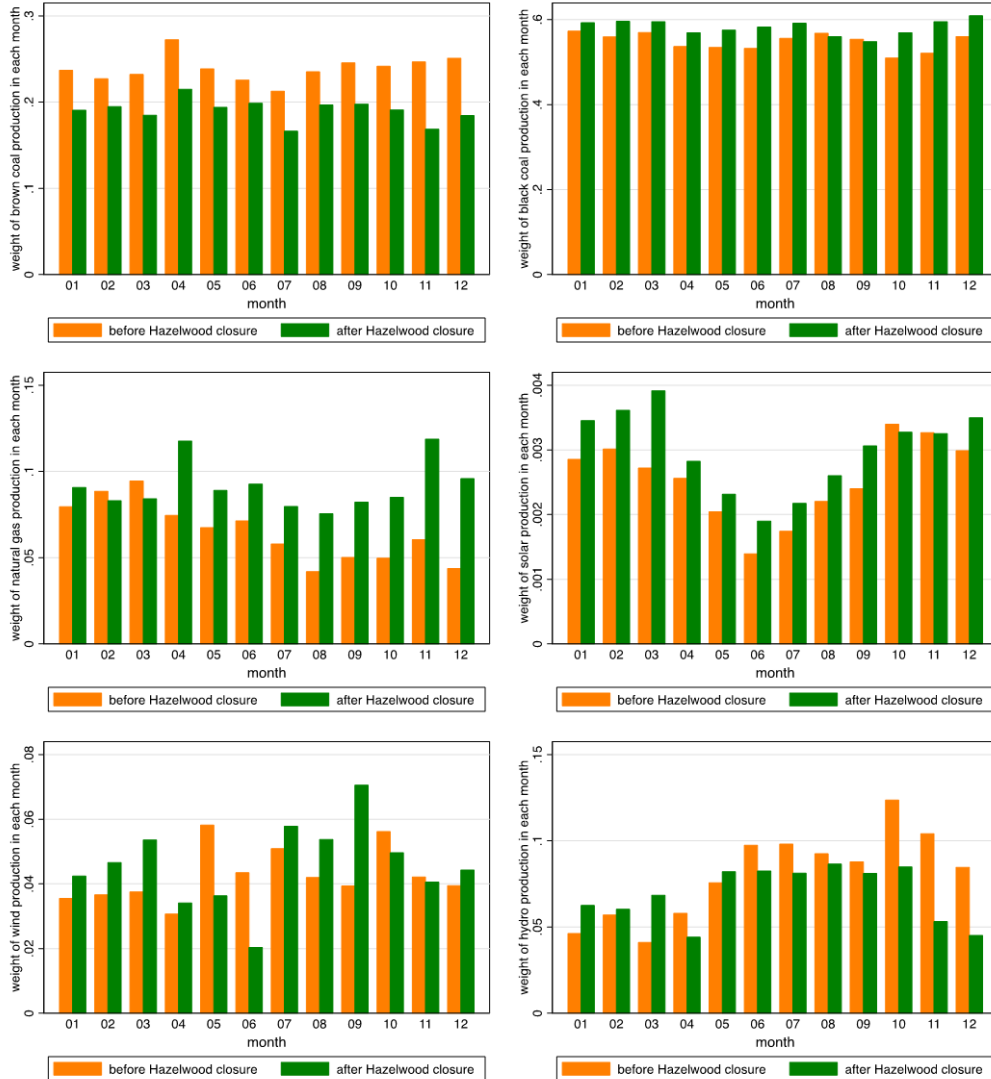 weight of brown coal production in each month
.3
.2
.1
0
01 02 03 04 05 06 07 08 09 10 11 12
month
before Hazelwood closure after Hazelwood closure
weight of black coal production in each month
.6
.4
.2
0
01 02 03 04 05 06 07 08 09 10 11 12
month
before Hazelwood closure after Hazelwood closure
weight of natural gas production in each month
.15
.1
.05
0
01 02 03 04 05 06 07 08 09 10 11 12
month
before Hazelwood closure after Hazelwood closure
weight of solar production in each month
.004
.003
.002
.001
0
01 02 03 04 05 06 07 08 09 10 11 12
month
before Hazelwood closure after Hazelwood closure
weight of wind production in each month
.08
.06
.04
.02
0
01 02 03 04 05 06 07 08 09 10 11 12
month
before Hazelwood closure after Hazelwood closure
weight of hydro production in each month
.15
.1
.05
0
01 02 03 04 05 06 07 08 09 10 11 12
month
before Hazelwood closure after Hazelwood closure